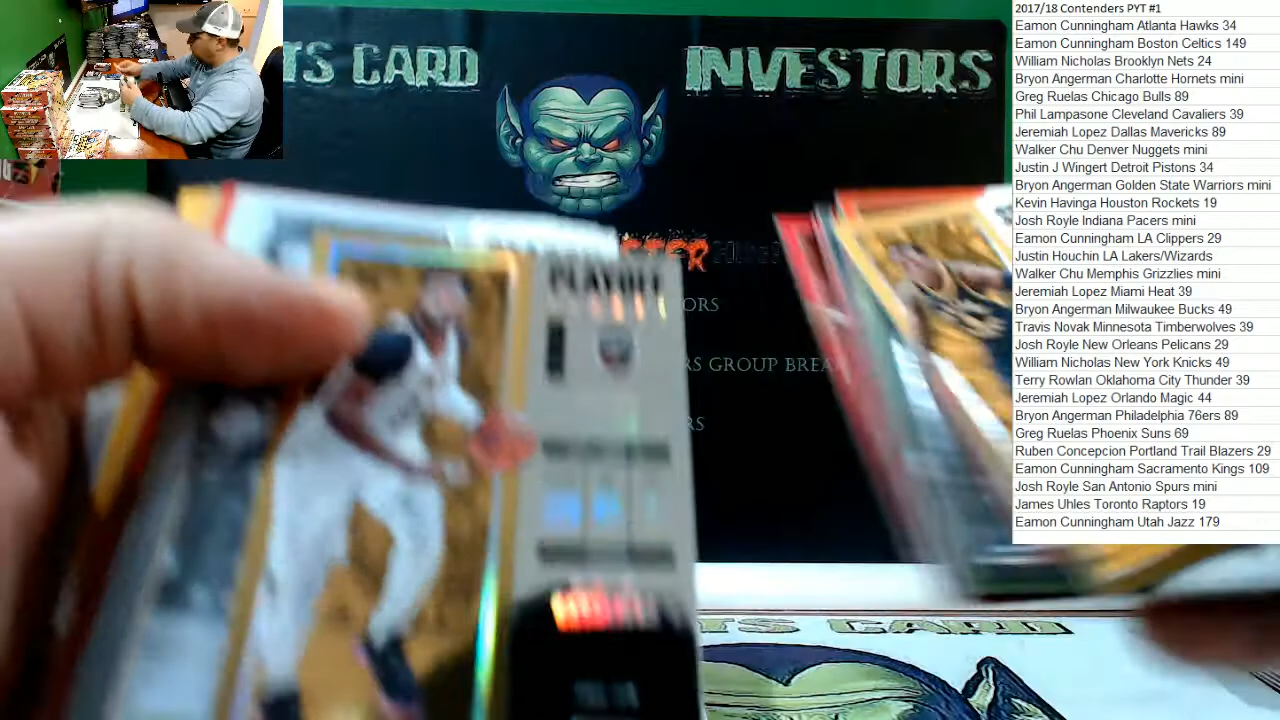 TS CARD
INVESTORS
ORS
RS GROUP BREA
RS
PLAYOFF
TS CARD
2017/18 Contenders PYT #1
Eamon Cunningham Atlanta Hawks 34
Eamon Cunningham Boston Celtics 149
William Nicholas Brooklyn Nets 24
Bryon Angerman Charlotte Hornets mini
Greg Ruelas Chicago Bulls 89
Phil Lampasone Cleveland Cavaliers 39
Jeremiah Lopez Dallas Mavericks 89
Walker Chu Denver Nuggets mini
Justin J Wingert Detroit Pistons 34
Bryon Angerman Golden State Warriors mini
Kevin Havinga Houston Rockets 19
Josh Royle Indiana Pacers mini
Eamon Cunningham LA Clippers 29
Justin Houchin LA Lakers/Wizards
Walker Chu Memphis Grizzlies mini
Jeremiah Lopez Miami Heat 39
Bryon Angerman Milwaukee Bucks 49
Travis Novak Minnesota Timberwolves 39
Josh Royle New Orleans Pelicans 29
William Nicholas New York Knicks 49
Terry Rowlan Oklahoma City Thunder 39
Jeremiah Lopez Orlando Magic 44
Bryon Angerman Philadelphia 76ers 89
Greg Ruelas Phoenix Suns 69
Ruben Concepcion Portland Trail Blazers 29
Eamon Cunningham Sacramento Kings 109
Josh Royle San Antonio Spurs mini
James Uhles Toronto Raptors 19
Eamon Cunningham Utah Jazz 179